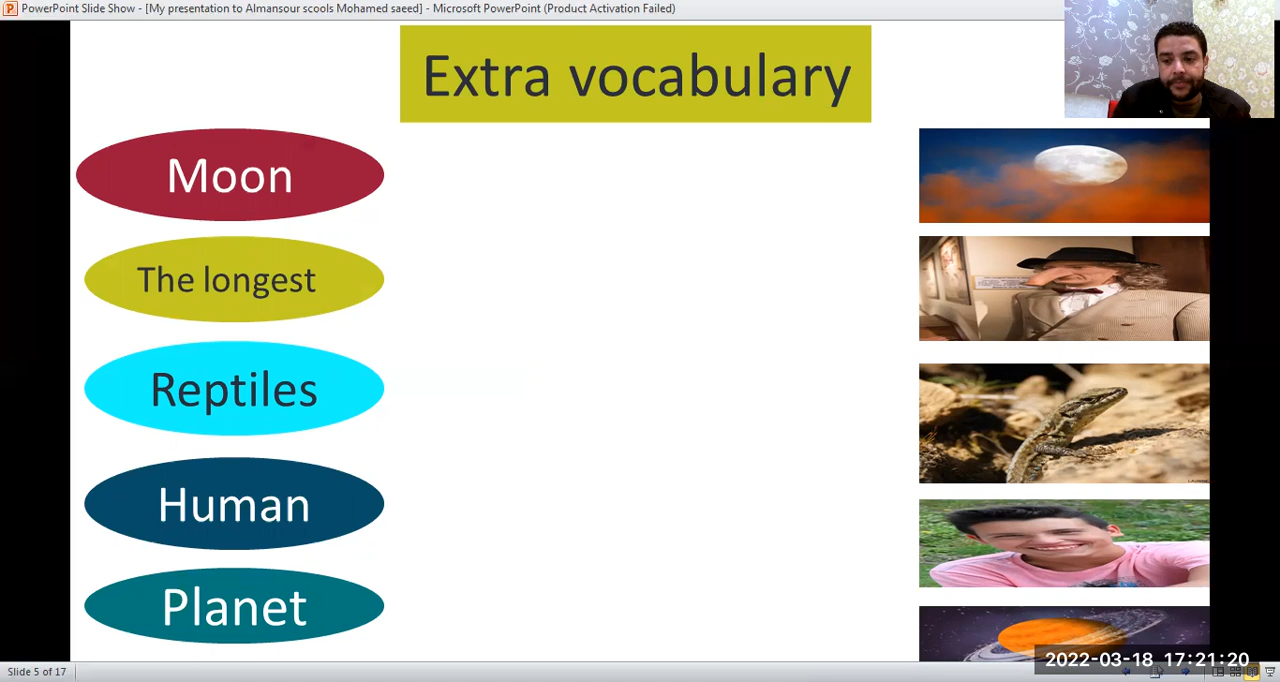 PowerPoint Slide Show - [My presentation to Almansour scools Mohamed saeed] - Microsoft PowerPoint (Product Activation Failed)
Extra vocabulary
Moon
The longest
Reptiles
Human
Planet
2022-03-18 17:21:20
Slide 5 of 17